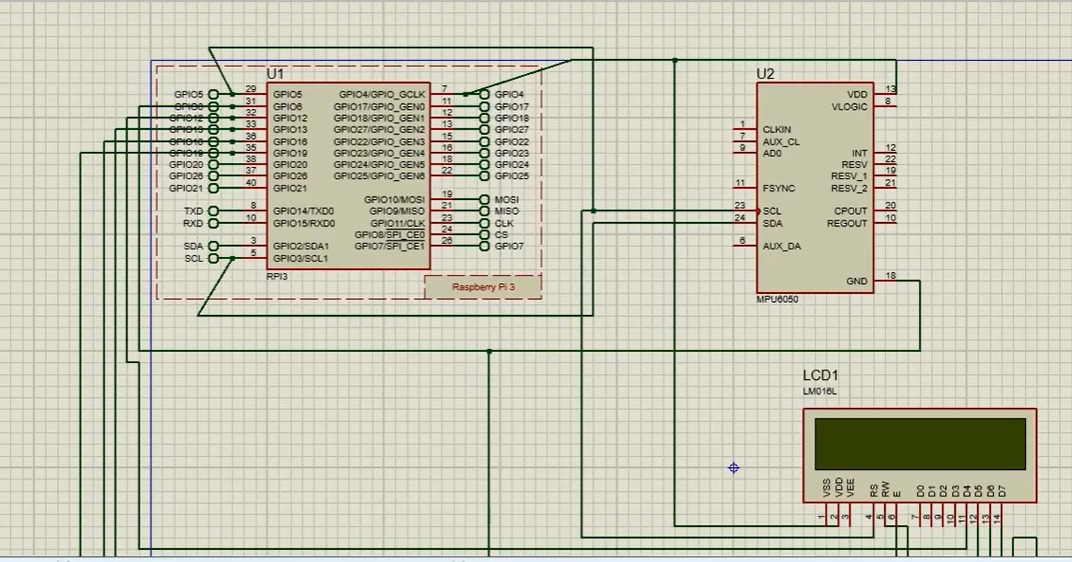 U1
GPIO5 29 GPIO5 GPIO4/GPIO_GCLK 7 GPIO4
GPIO6 31 GPIO6 GPIO17/GPIO_GEN0 11 GPIO17
GPIO12 32 GPIO12 GPIO18/GPIO_GEN1 12 GPIO18
GPIO13 33 GPIO13 GPIO27/GPIO_GEN2 13 GPIO27
GPIO16 36 GPIO16 GPIO22/GPIO_GEN3 15 GPIO22
GPIO19 35 GPIO19 GPIO23/GPIO_GEN4 16 GPIO23
GPIO20 38 GPIO20 GPIO24/GPIO_GEN5 18 GPIO24
GPIO26 37 GPIO26 GPIO25/GPIO_GEN6 22 GPIO25
GPIO21 40 GPIO21
GPIO10/MOSI 19 MOSI
TXD 8 GPIO14/TXD0 GPIO9/MISO 21 MISO
RXD 10 GPIO15/RXD0 GPIO11/CLK 23 CLK
GPIO8/SPI_CE0 24 CS
SDA 3 GPIO2/SDA1 GPIO7/SPI_CE1 26 GPIO7
SCL 5 GPIO3/SCL1
RPI3
Raspberry Pi 3
U2
VDD 13
VLOGIC 8
1 CLKIN
7 AUX_CL
9 AD0 INT 12
RESV 22
RESV_1 19
11 FSYNC RESV_2 21
23 SCL CPOUT 20
24 SDA REGOUT 10
6 AUX_DA
GND 18
MPU6050
LCD1
LM016L
VSS VDD VEE RS RW E D0 D1 D2 D3 D4 D5 D6 D7
1 2 3 4 5 6 7 8 9 10 11 12 13 14